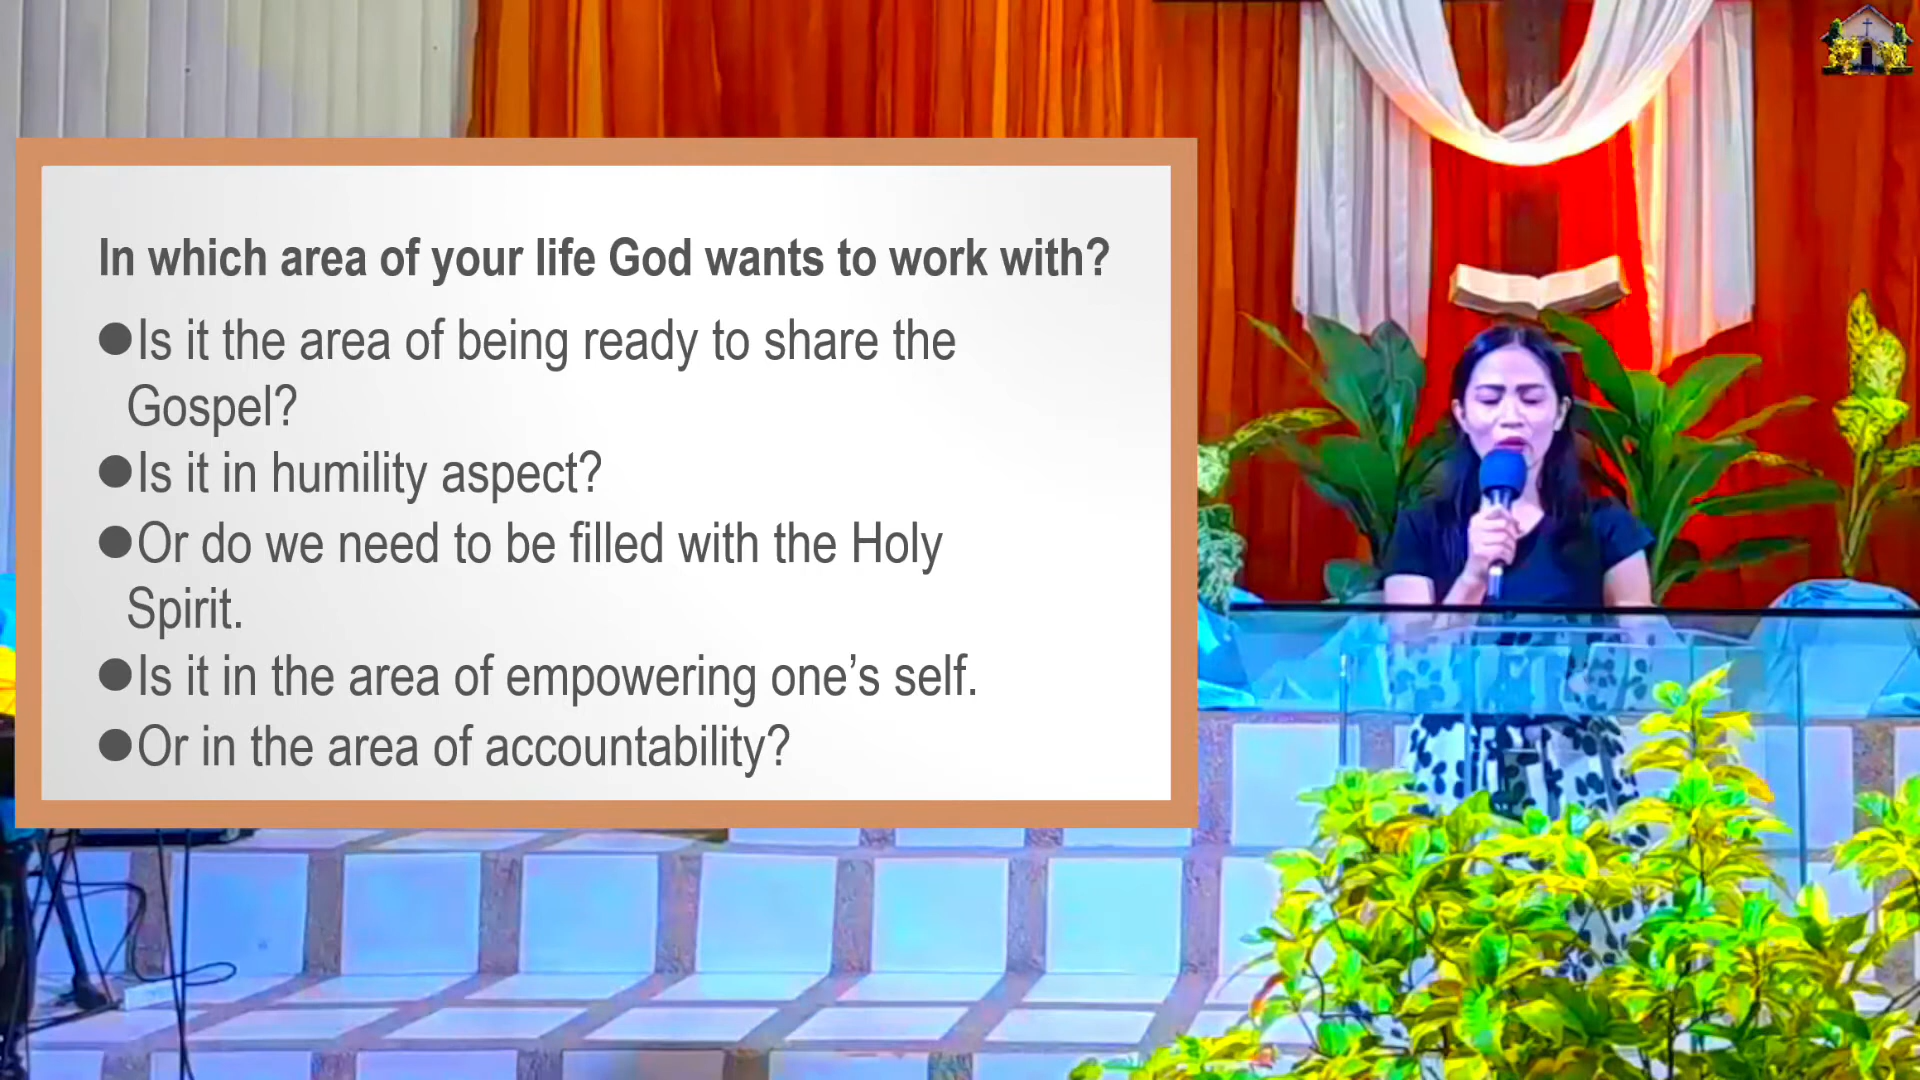 In which area of your life God wants to work with?
●Is it the area of being ready to share the
Gospel?
●Is it in humility aspect?
●Or do we need to be filled with the Holy
Spirit.
●Is it in the area of empowering one’s self.
●Or in the area of accountability?